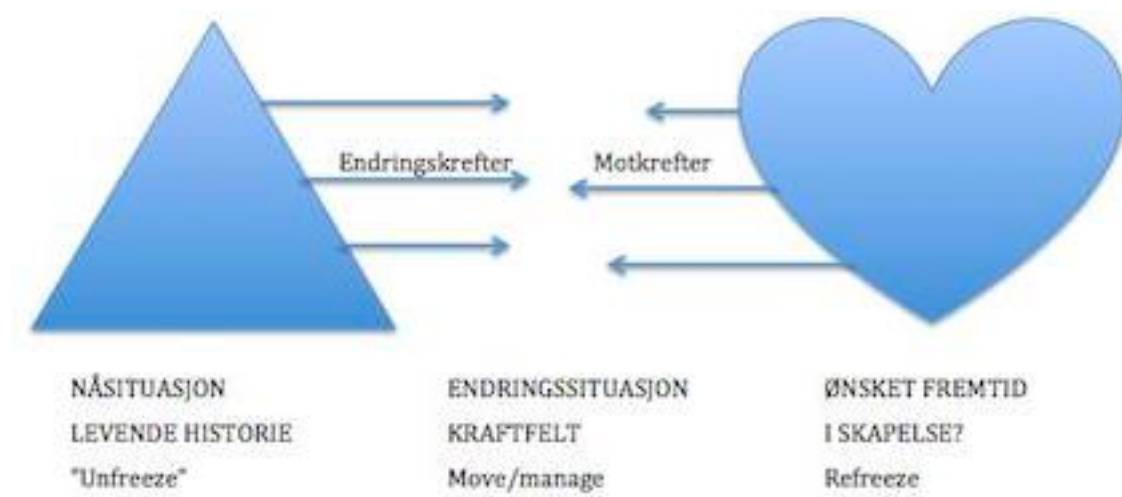 Endringskrefter
Motkrefter
NÅSITUASJON
LEVENDE HISTORIE
"Unfreeze"
ENDRINGSSITUASJON
KRAFTFELT
Move/manage
ØNSKET FREMTID
I SKAPELSE?
Refreeze